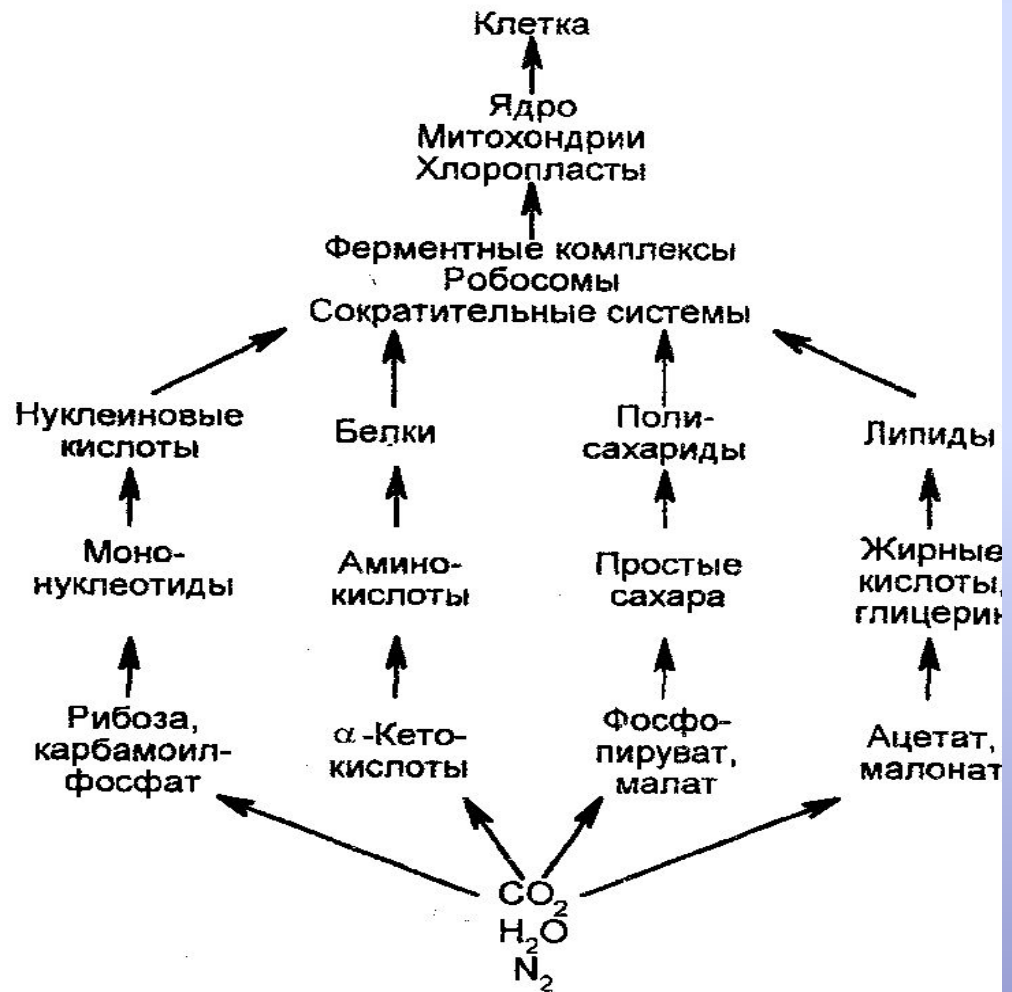 Клетка
Ядро
Митохондрии
Хлоропласты
Ферментные комплексы
Робосомы
Сократительные системы
Нуклеиновые
кислоты
Белки
Поли-
сахариды
Липиды
Моно-
нуклеотиды
Амино-
кислоты
Простые
сахара
Жирные
кислоты,
глицерин
Рибоза,
карбамоил-
фосфат
α-Кето-
кислоты
Фосфо-
пируват,
малат
Ацетат,
малонат
CO₂
H₂O
N₂